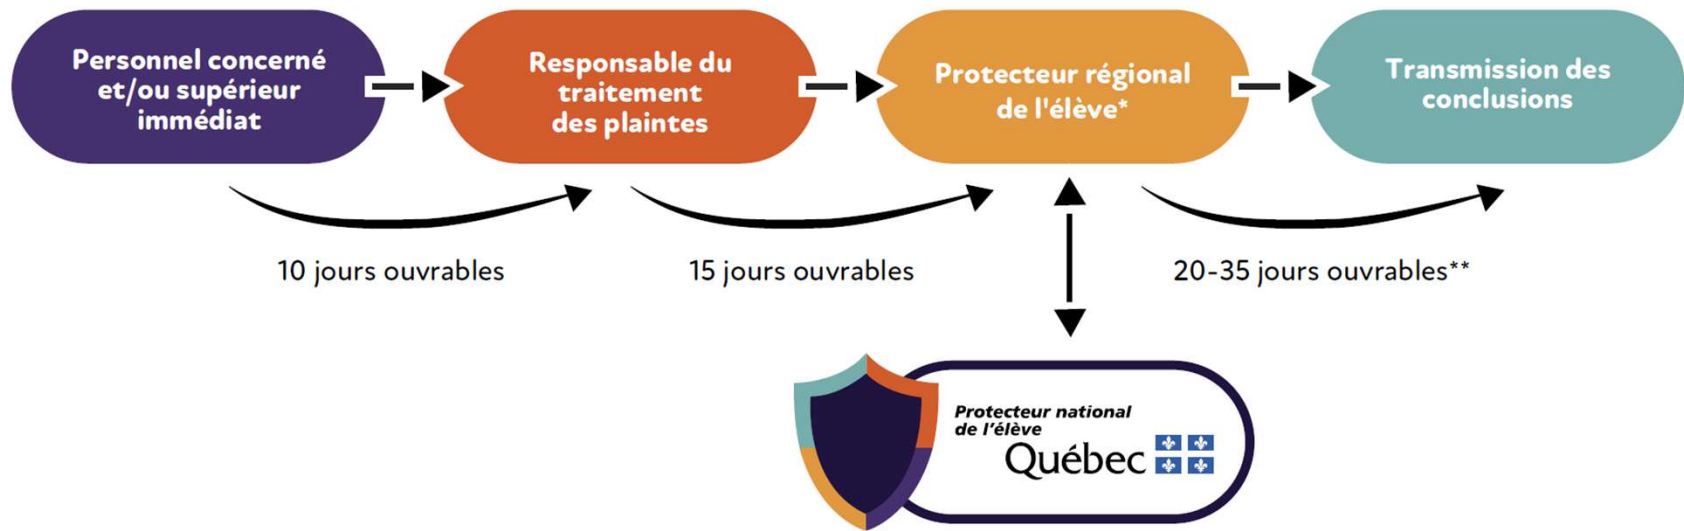 Personnel concerné
et/ou supérieur
immédiat
Responsable du
traitement
des plaintes
Protecteur régional
de l'élève*
Transmission des
conclusions
10 jours ouvrables
15 jours ouvrables
20-35 jours ouvrables**
Protecteur national
de l'élève
Québec